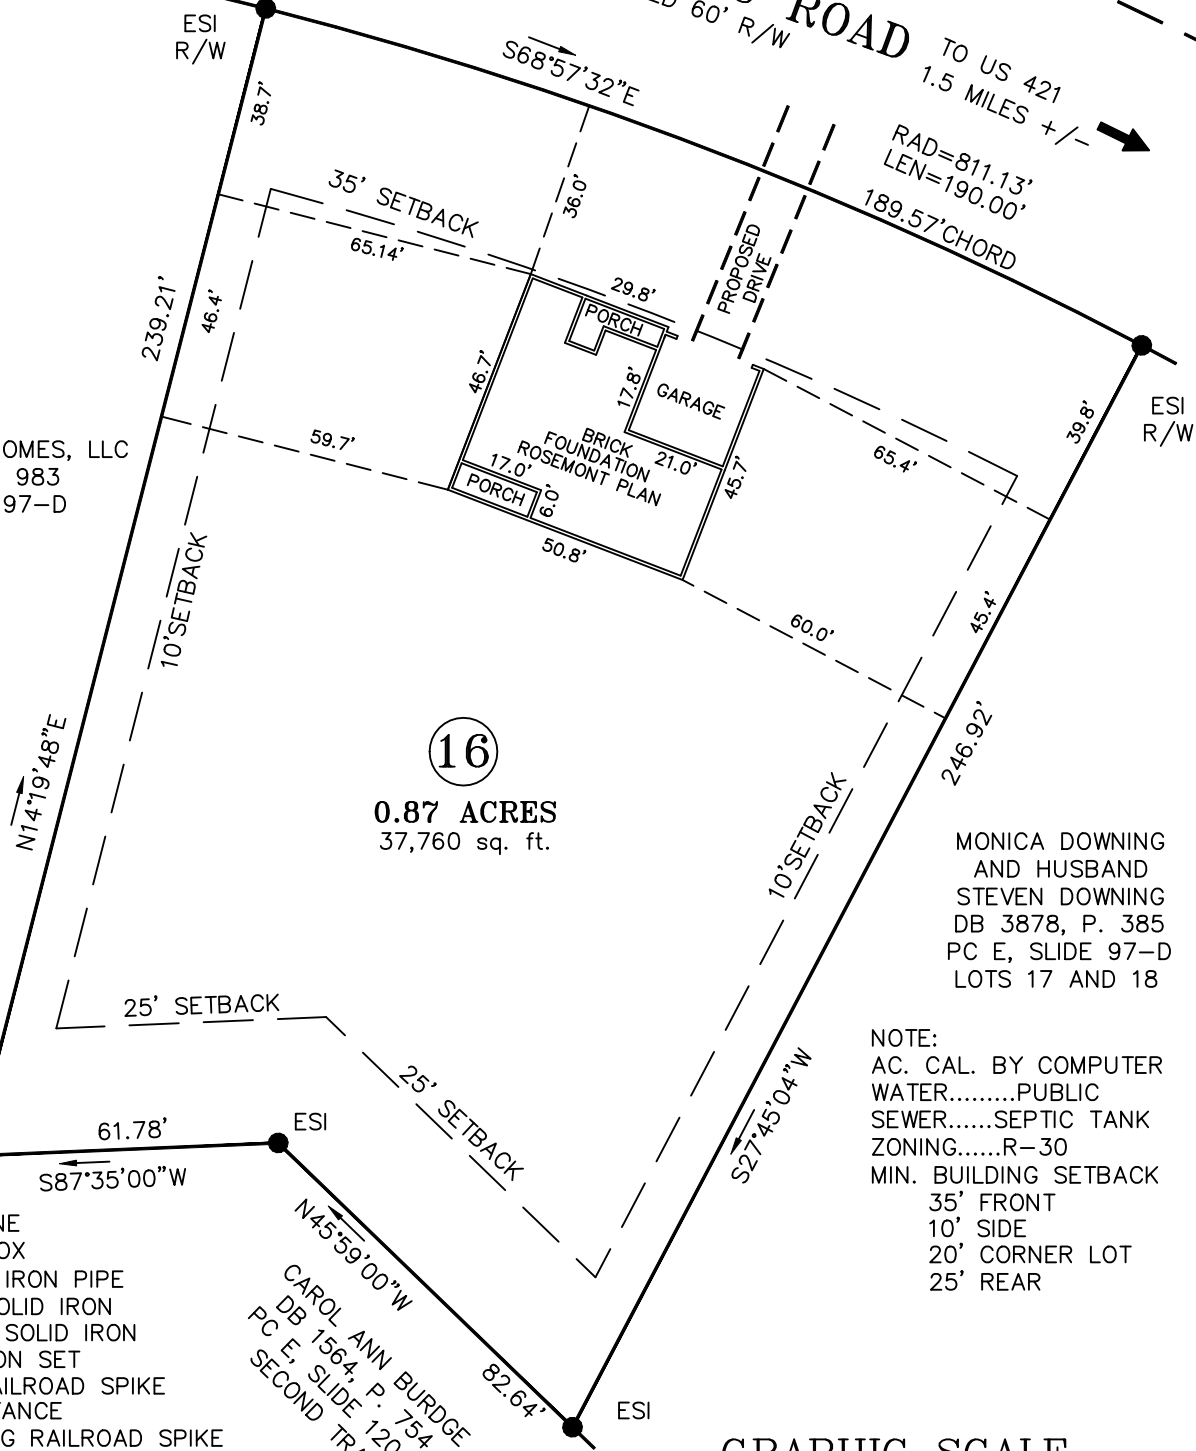 ROAD
60' R/W
TO US 421
1.5 MILES +/-
ESI
R/W
S68°57'32"E
RAD=811.13'
LEN=190.00'
189.57'CHORD
38.7'
35' SETBACK
65.14'
36.0'
PROPOSED
DRIVE
29.8'
PORCH
239.21'
46.4'
46.7'
17.8'
GARAGE
ESI
R/W
39.8'
65.4'
OMES, LLC
983
97-D
59.7'
BRICK
FOUNDATION
ROSEMONT PLAN
21.0'
17.0'
PORCH
6.0'
45.7'
50.8'
10'SETBACK
60.0'
45.4'
246.92'
N14°19'48"E
16
0.87 ACRES
37,760 sq. ft.
10'SETBACK
MONICA DOWNING
AND HUSBAND
STEVEN DOWNING
DB 3878, P. 385
PC E, SLIDE 97-D
LOTS 17 AND 18
25' SETBACK
25' SETBACK
S27°45'04"W
NOTE:
AC. CAL. BY COMPUTER
WATER.........PUBLIC
SEWER......SEPTIC TANK
ZONING......R-30
MIN. BUILDING SETBACK
35' FRONT
10' SIDE
20' CORNER LOT
25' REAR
61.78'
ESI
S87°35'00"W
N45°59'00"W
CAROL ANN BURDGE
DB 1564, P. 754
PC E, SLIDE 120
SECOND
82.64'
ESI
NE
OX
IRON PIPE
OLID IRON
SOLID IRON
ON SET
AILROAD SPIKE
TANCE
G RAILROAD SPIKE
GRAPHIC SCALE